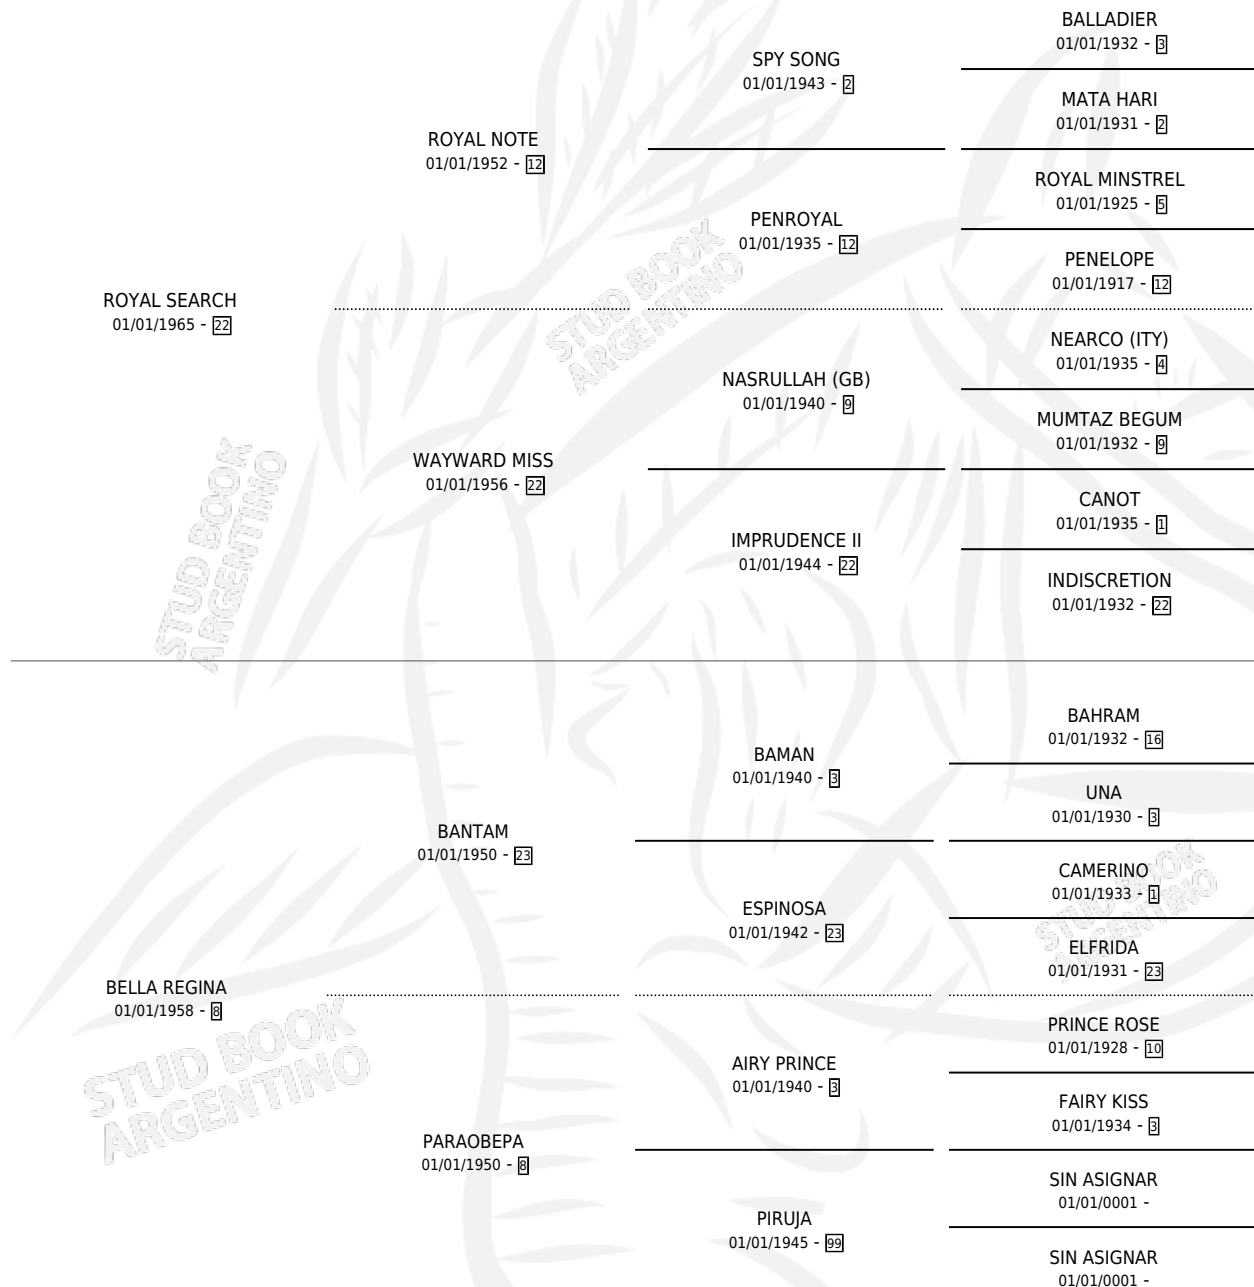 BALLADIER
01/01/1932 - 3
SPY SONG
01/01/1943 - 2
MATA HARI
01/01/1931 - 2
ROYAL NOTE
01/01/1952 - 12
ROYAL MINSTREL
01/01/1925 - 5
PENROYAL
01/01/1935 - 12
PENELOPE
01/01/1917 - 12
ROYAL SEARCH
01/01/1965 - 22
STUD BOOK
ARGENTINO
NEARCO (ITY)
01/01/1935 - 4
NASRULLAH (GB)
01/01/1940 - 9
MUMTAZ BEGUM
01/01/1932 - 9
WAYWARD MISS
01/01/1956 - 22
CANOT
01/01/1935 - 1
IMPRUDENCE II
01/01/1944 - 22
INDISCRETION
01/01/1932 - 22
STUD BOOK
ARGENTINO
BAHRAM
01/01/1932 - 16
BAMAN
01/01/1940 - 3
UNA
01/01/1930 - 3
BANTAM
01/01/1950 - 23
CAMERINO
01/01/1933 - 1
ESPINOSA
01/01/1942 - 23
ELFRIDA
01/01/1931 - 23
STUD BOOK
ARGENTINO
BELLA REGINA
01/01/1958 - 8
PRINCE ROSE
01/01/1928 - 10
AIRY PRINCE
01/01/1940 - 3
FAIRY KISS
01/01/1934 - 3
STUD BOOK
ARGENTINO
PARAOBEPA
01/01/1950 - 8
SIN ASIGNAR
01/01/0001 -
PIRUJA
01/01/1945 - 99
SIN ASIGNAR
01/01/0001 -